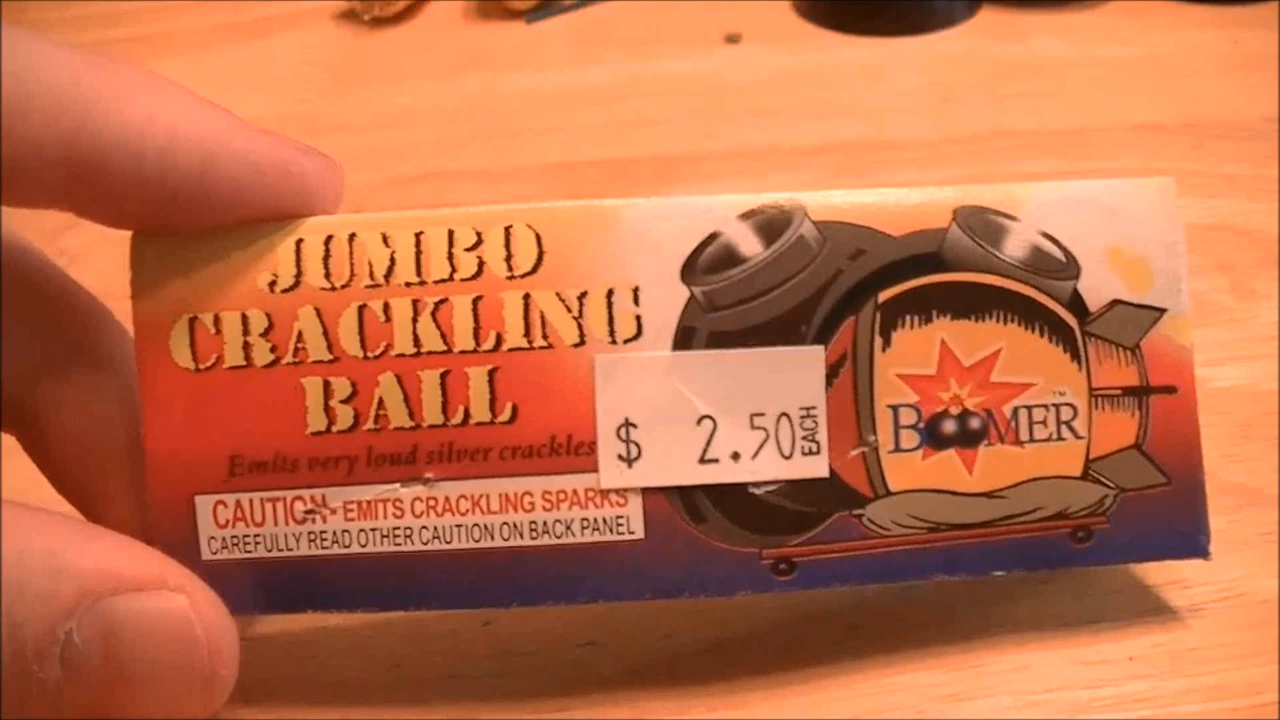 JUMBO
CRACKLING
BALL
Emits very loud silver crackles
CAUTION- EMITS CRACKLING SPARKS
CAREFULLY READ OTHER CAUTION ON BACK PANEL
$ 2.50 EACH
BOOMER™